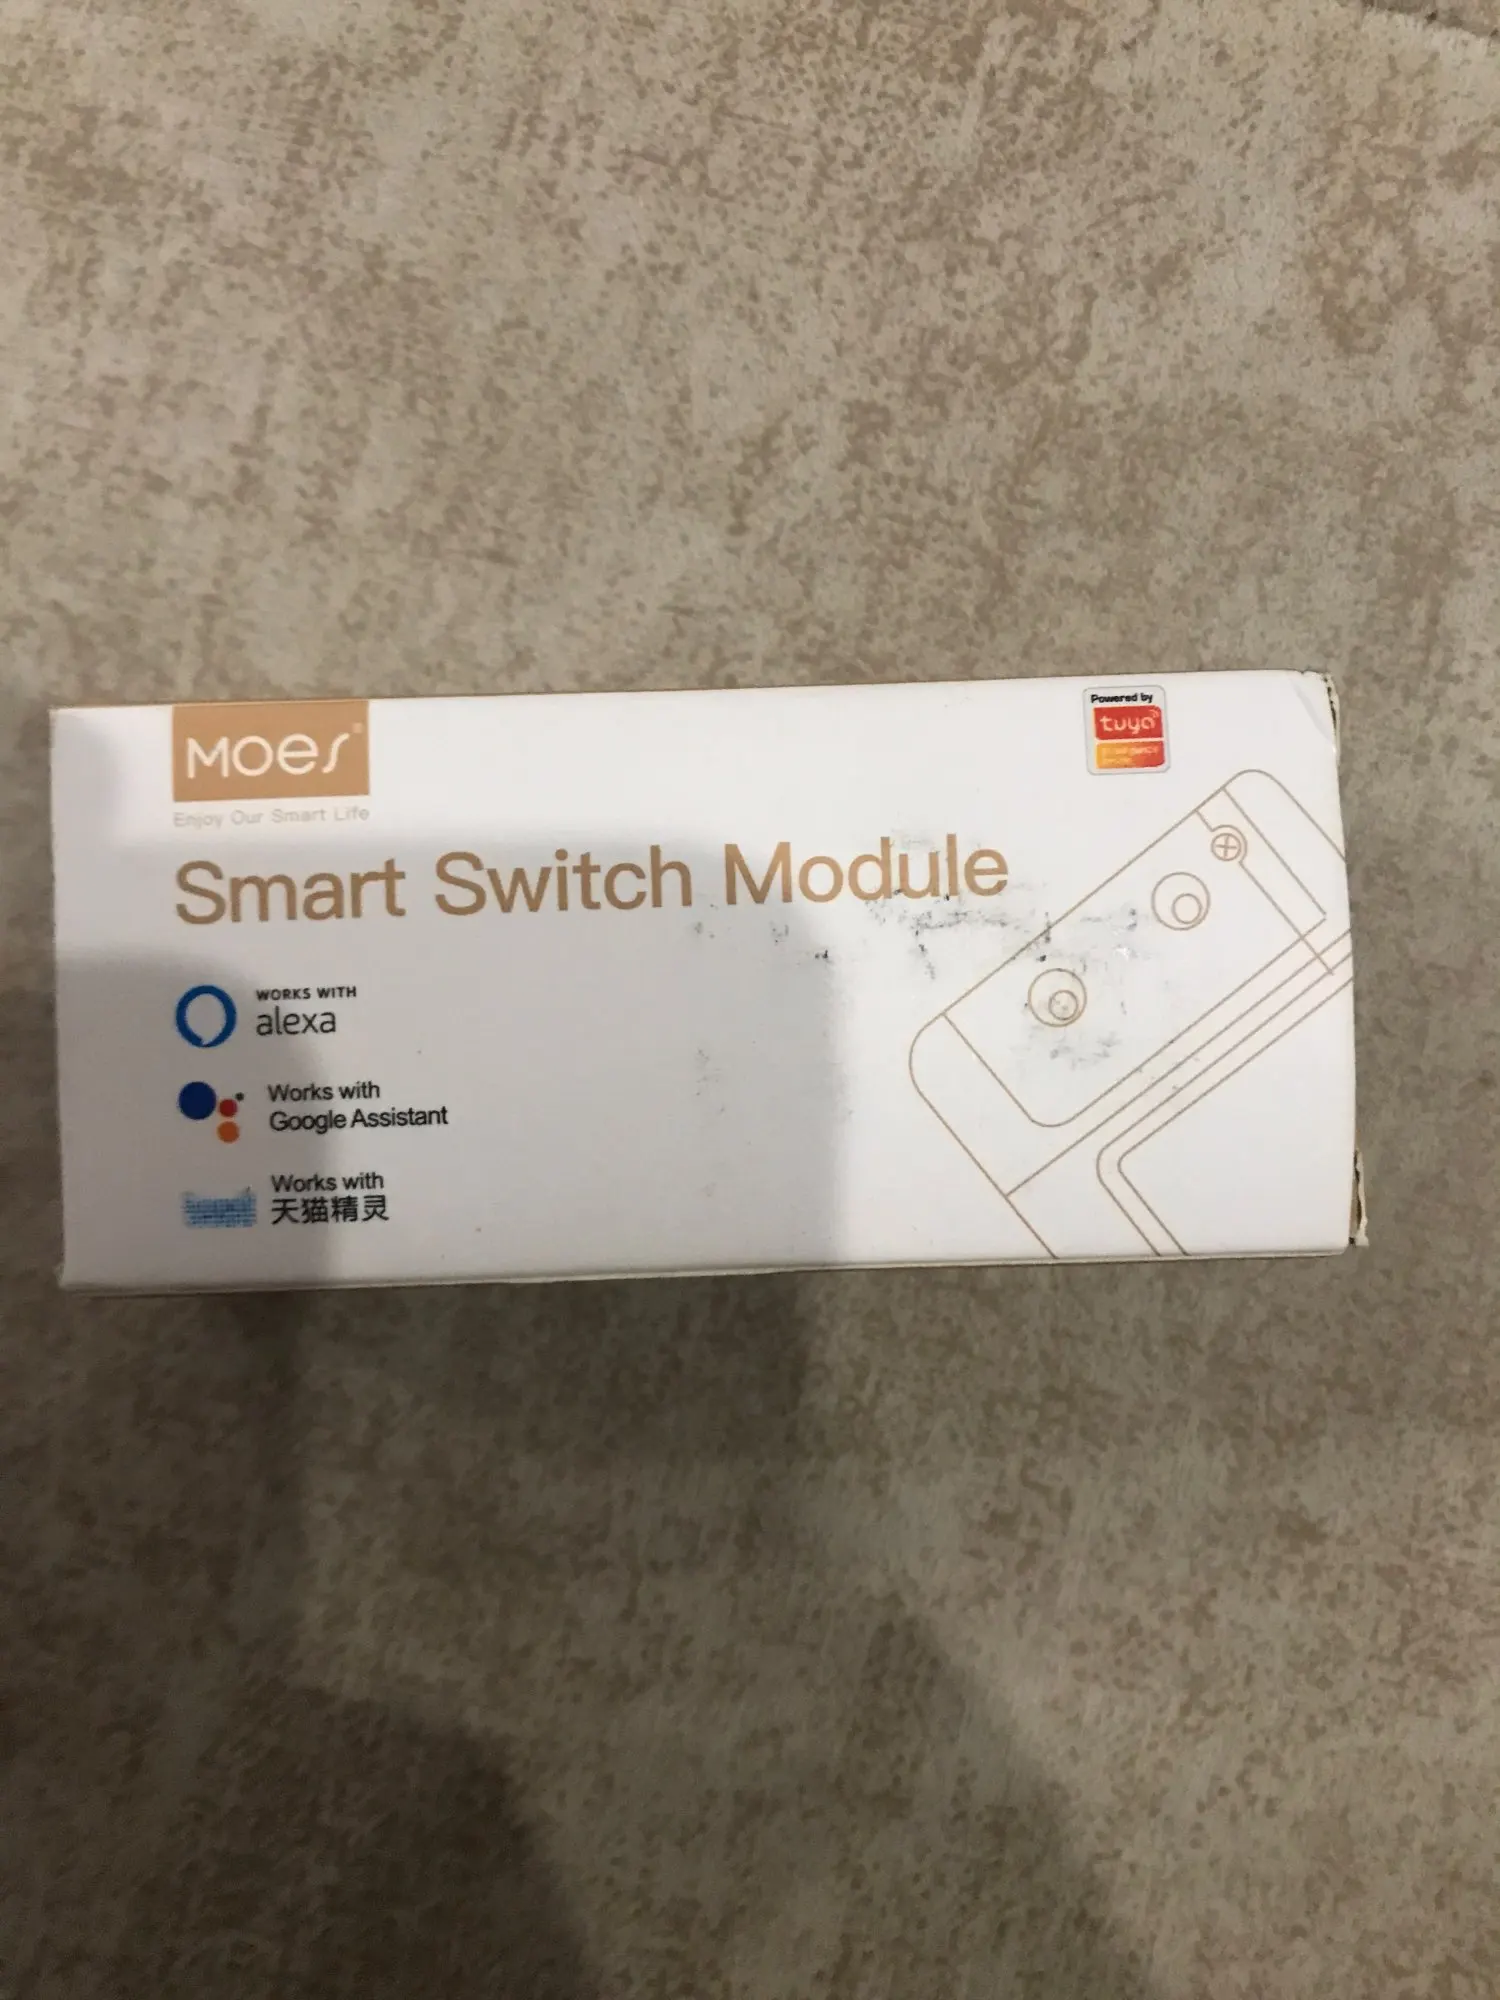 MOES®
Enjoy Our Smart Life
Powered by
tuya
Smart Switch Module
WORKS WITH
alexa
Works with
Google Assistant
Works with
天猫精灵